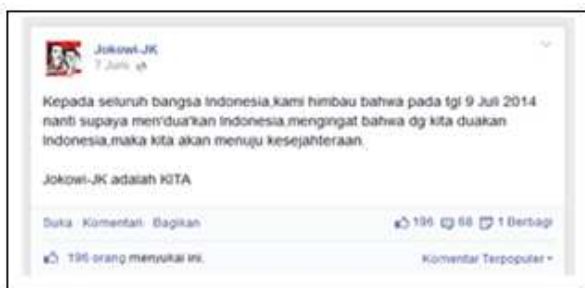 Jokowi-JK
7 Juni
Kepada seluruh bangsa Indonesia,kami himbau bahwa pada tgl 9 Juli 2014
nanti supaya men'dua'kan Indonesia,mengingat bahwa dg kita duakan
Indonesia,maka kita akan menuju kesejahteraan.
Jokowi-JK adalah KITA
Suka · Komentari · Bagikan 196 68 1 Berbagi
196 orang menyukai ini. Komentar Terpopuler